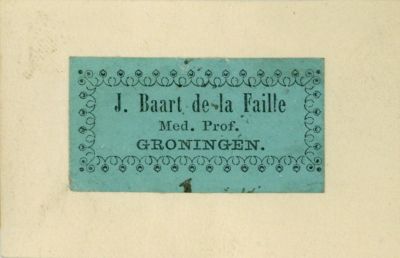 J. Baart de la Faille
Med. Prof.
GRONINGEN.